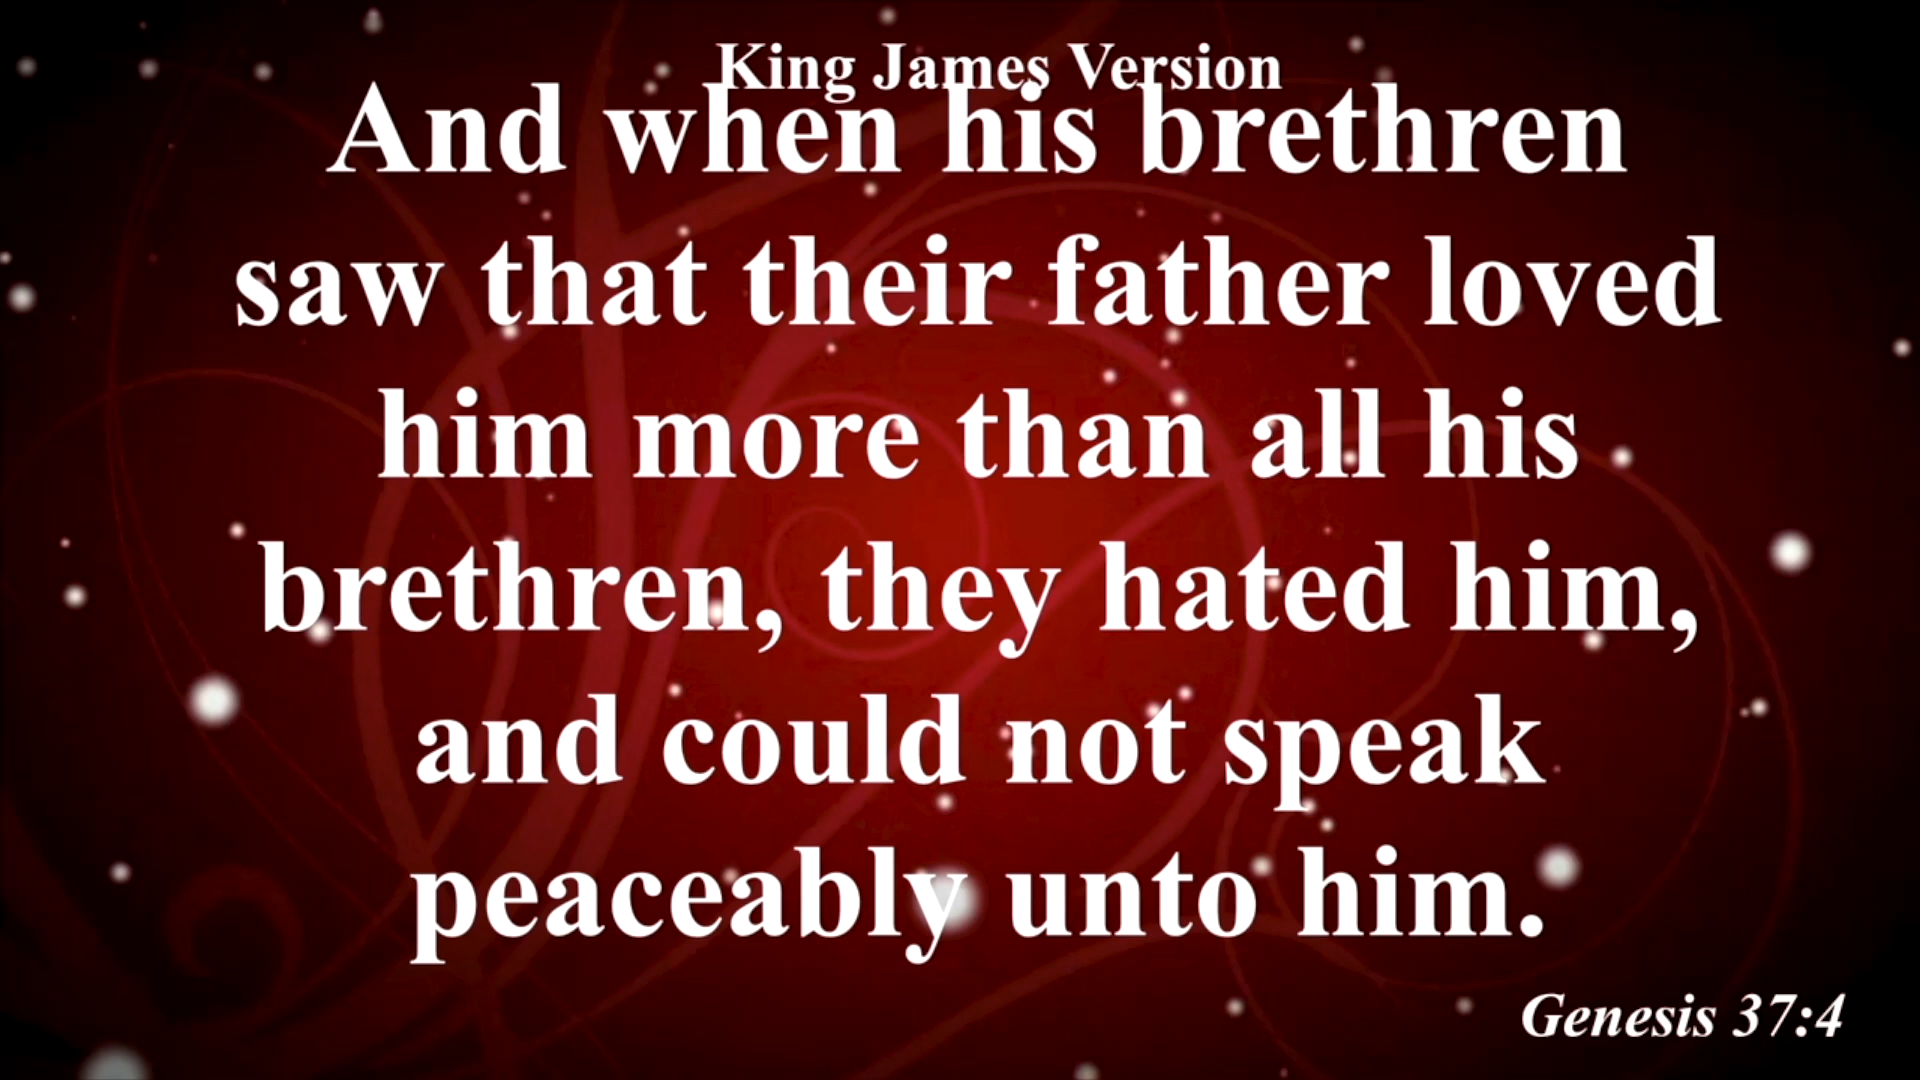 King James Version
And when his brethren
saw that their father loved
him more than all his
brethren, they hated him,
and could not speak
peaceably unto him.
Genesis 37:4